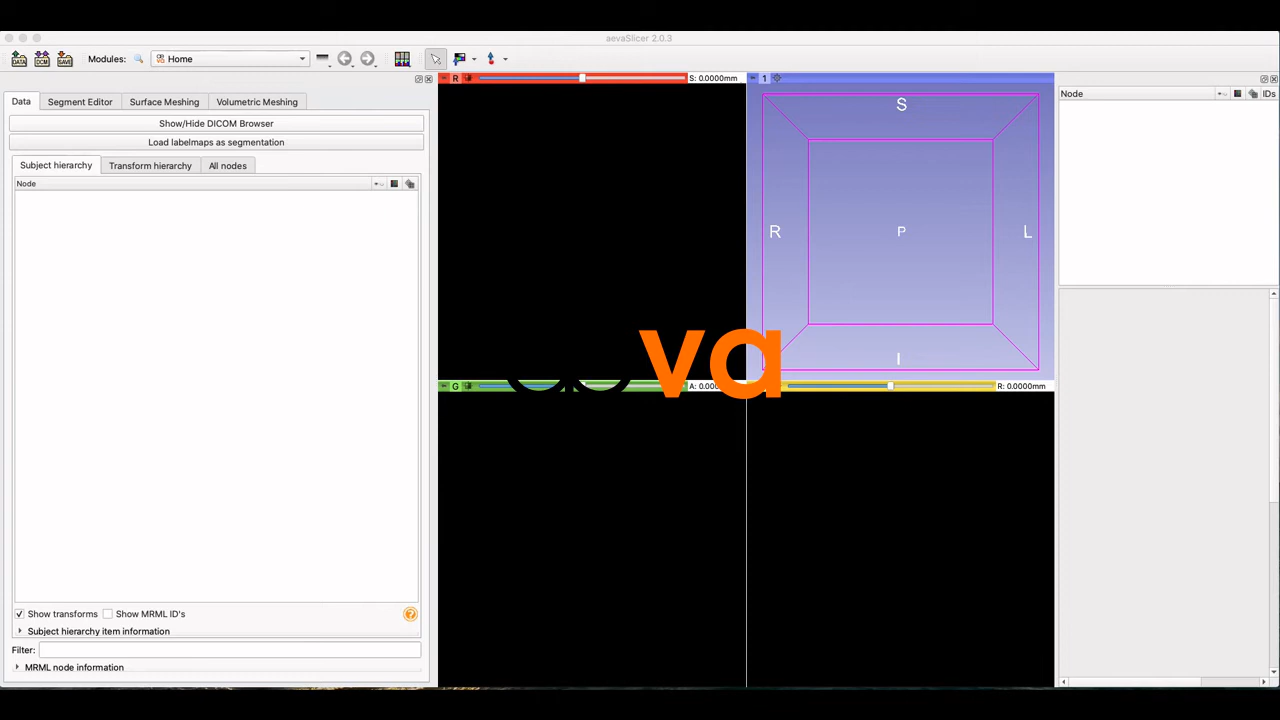 aevaSlicer 2.0.3
DATA DCM SAVE Modules: Home
R S: 0.0000mm 1
Node IDs
Data Segment Editor Surface Meshing Volumetric Meshing
S
Show/Hide DICOM Browser
Load labelmaps as segmentation
Subject hierarchy Transform hierarchy All nodes
Node
R P L
va
I
G A: 0.000 R: 0.0000mm
Show transforms Show MRML ID's
Subject hierarchy item information
Filter:
MRML node information